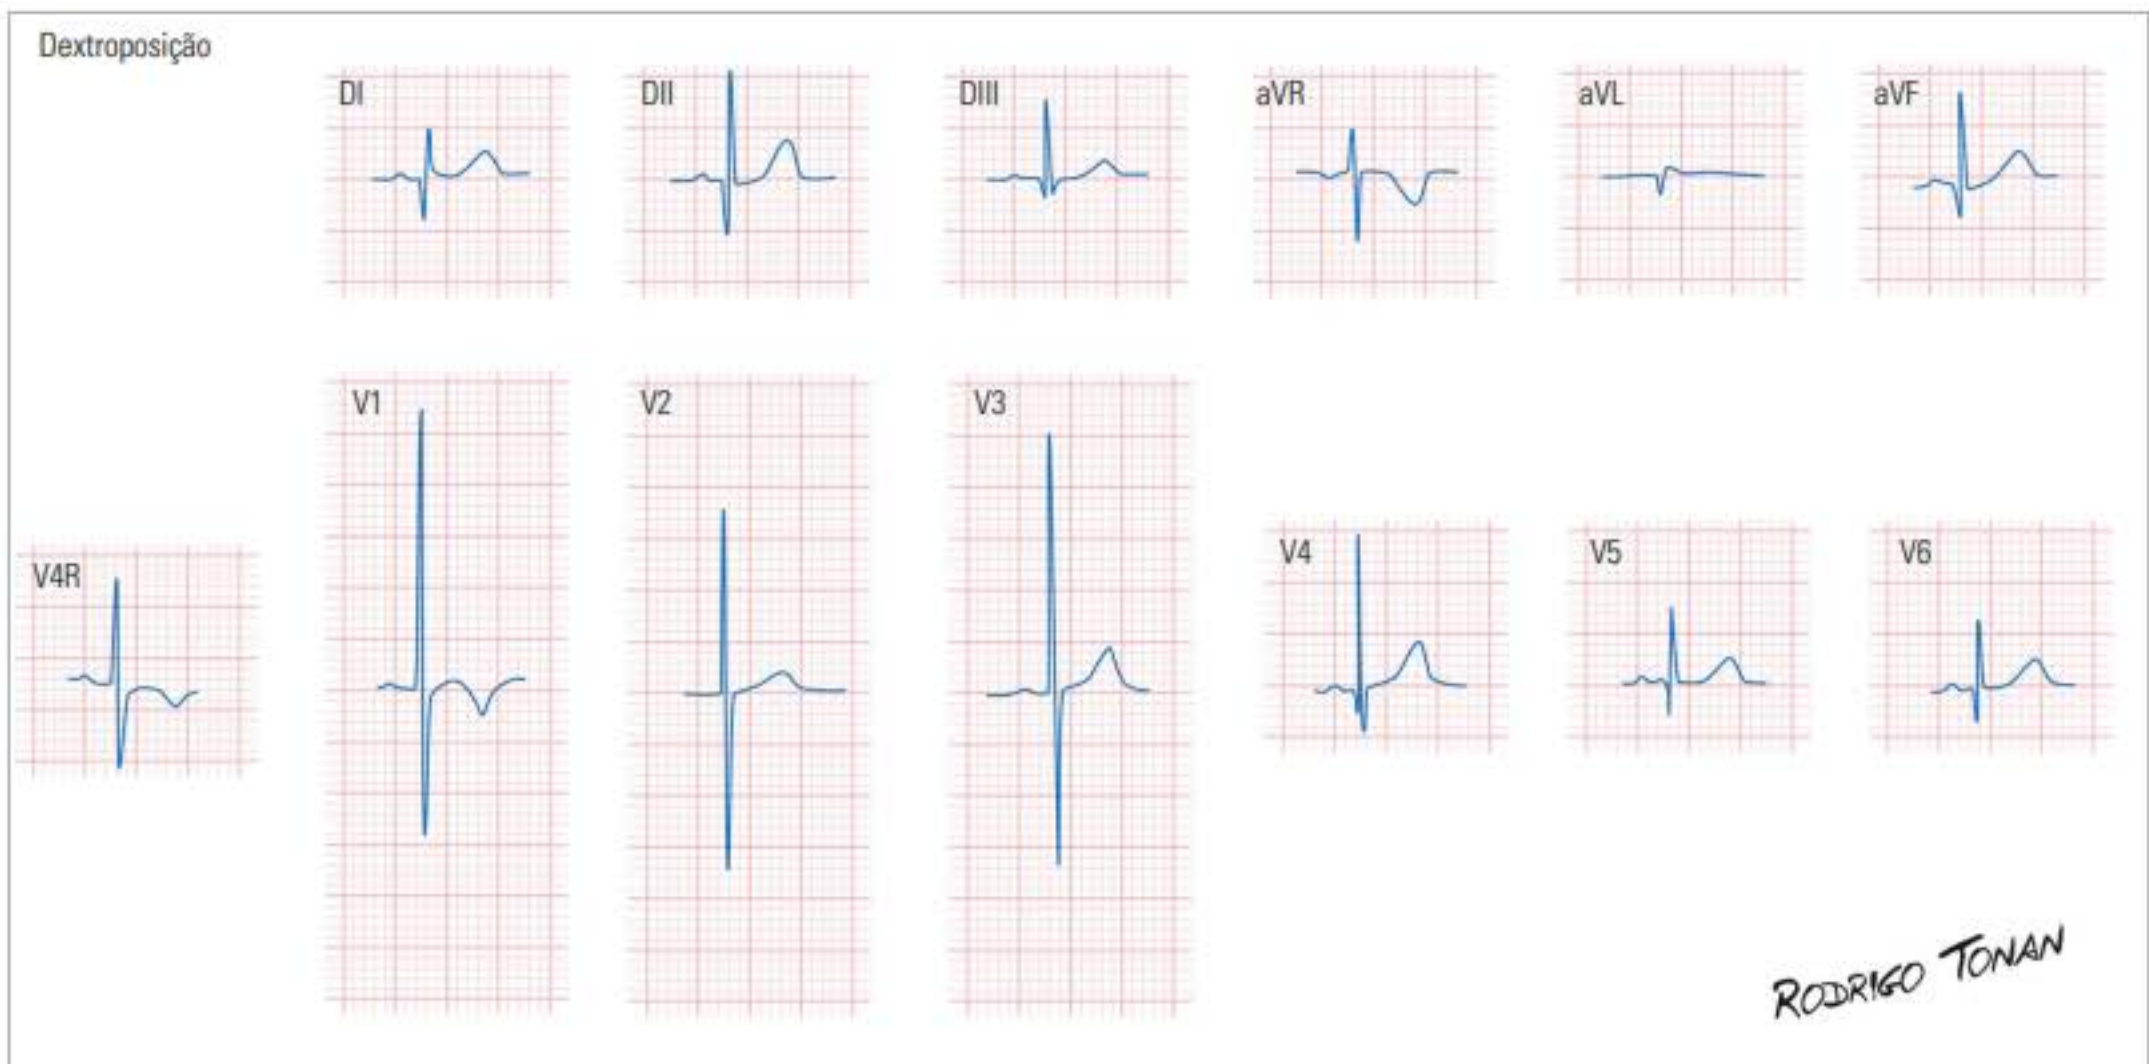 Dextroposição
DI
DII
DIII
aVR
aVL
aVF
V1
V2
V3
V4R
V4
V5
V6
RODRIGO TONAN